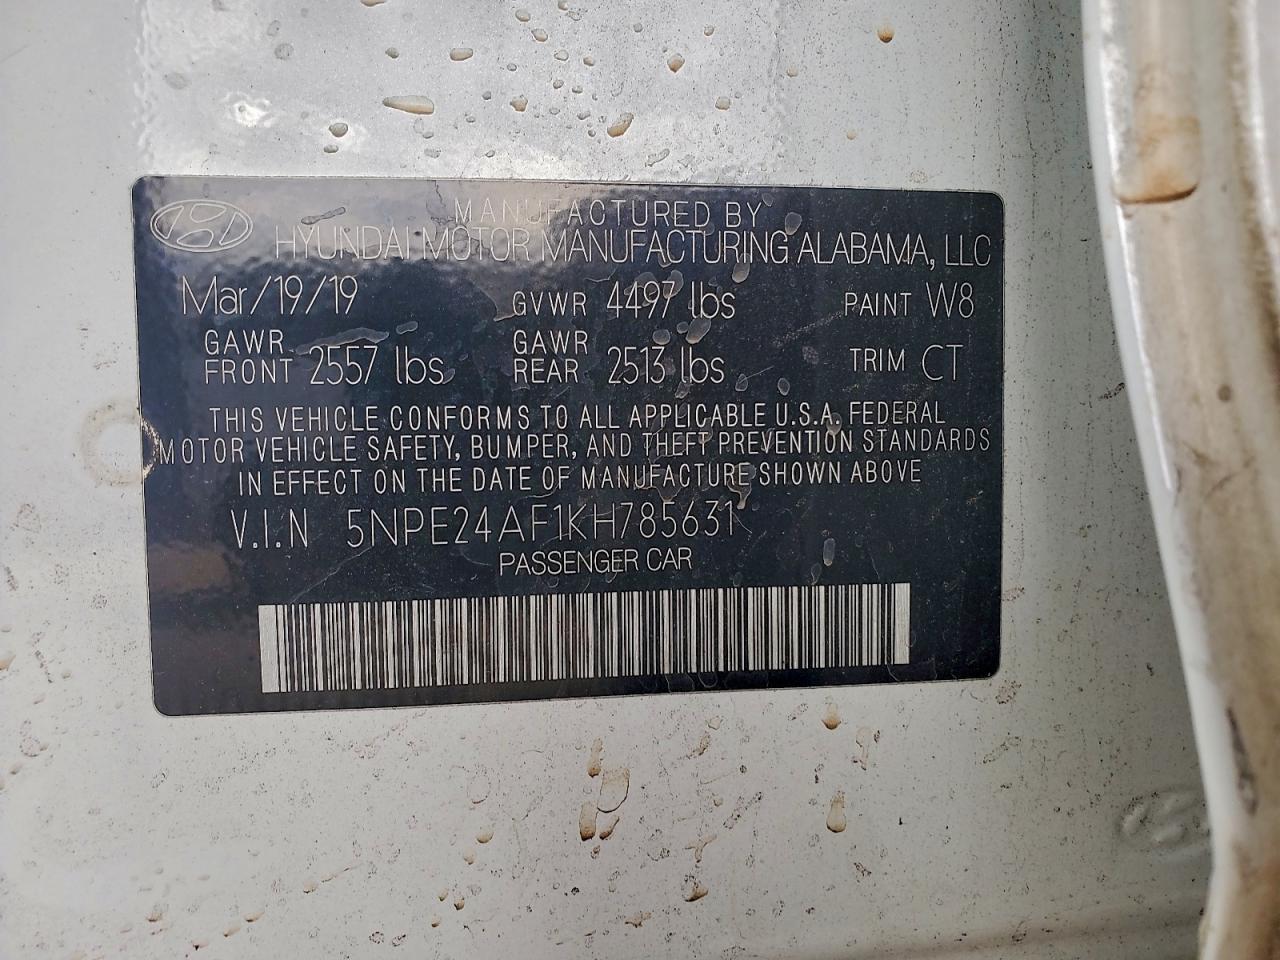 MANUFACTURED BY
HYUNDAI MOTOR MANUFACTURING ALABAMA, LLC
Mar/19/19 GVWR 4497 lbs PAINT W8
GAWR FRONT 2557 lbs GAWR REAR 2513 lbs TRIM CT
THIS VEHICLE CONFORMS TO ALL APPLICABLE U.S.A. FEDERAL
MOTOR VEHICLE SAFETY, BUMPER, AND THEFT PREVENTION STANDARDS
IN EFFECT ON THE DATE OF MANUFACTURE SHOWN ABOVE
V.I.N 5NPE24AF1KH785631
PASSENGER CAR